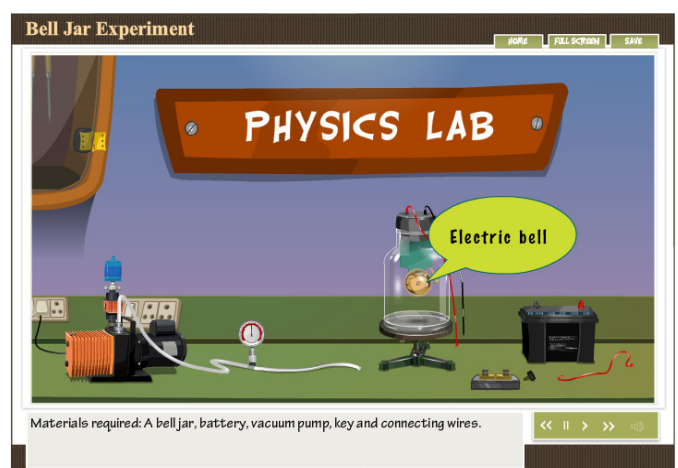 Bell Jar Experiment
HOME
FULL SCREEN
SAVE
PHYSICS LAB
Electric bell
Materials required: A bell jar, battery, vacuum pump, key and connecting wires.